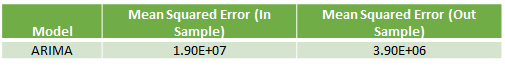 Model
Mean Squared Error (In
Sample)
Mean Squared Error (Out
Sample)
ARIMA 1.90E+07 3.90E+06